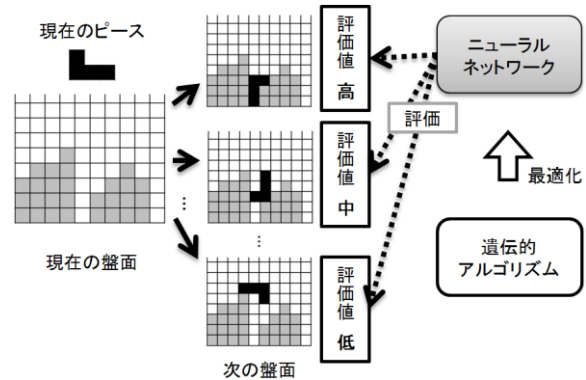 現在のピース
現在の盤面
…
…
次の盤面
評価値 高
評価値 中
評価値 低
評価
ニューラル
ネットワーク
最適化
遺伝的
アルゴリズム